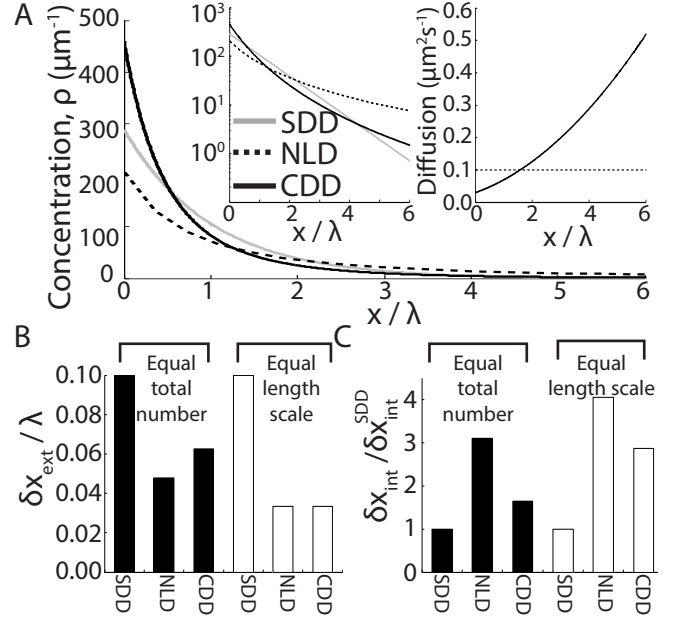 A
Concentration, ρ (μm⁻¹)
500
400
300
200
100
0
0
1
2
3
4
5
6
x / λ
10³
10²
10¹
10⁰
0
2
4
6
x / λ
SDD
NLD
CDD
Diffusion (μm²s⁻¹)
0.6
0.5
0.4
0.3
0.2
0.1
0.0
0
2
4
6
x / λ
B
δx_ext / λ
0.10
0.08
0.06
0.04
0.02
0.00
Equal
total
number
Equal
length
scale
SDD
NLD
CDD
SDD
NLD
CDD
C
δx_int / δx_int^SDD
4
3
2
1
0
Equal
total
number
Equal
length scale
SDD
NLD
CDD
SDD
NLD
CDD